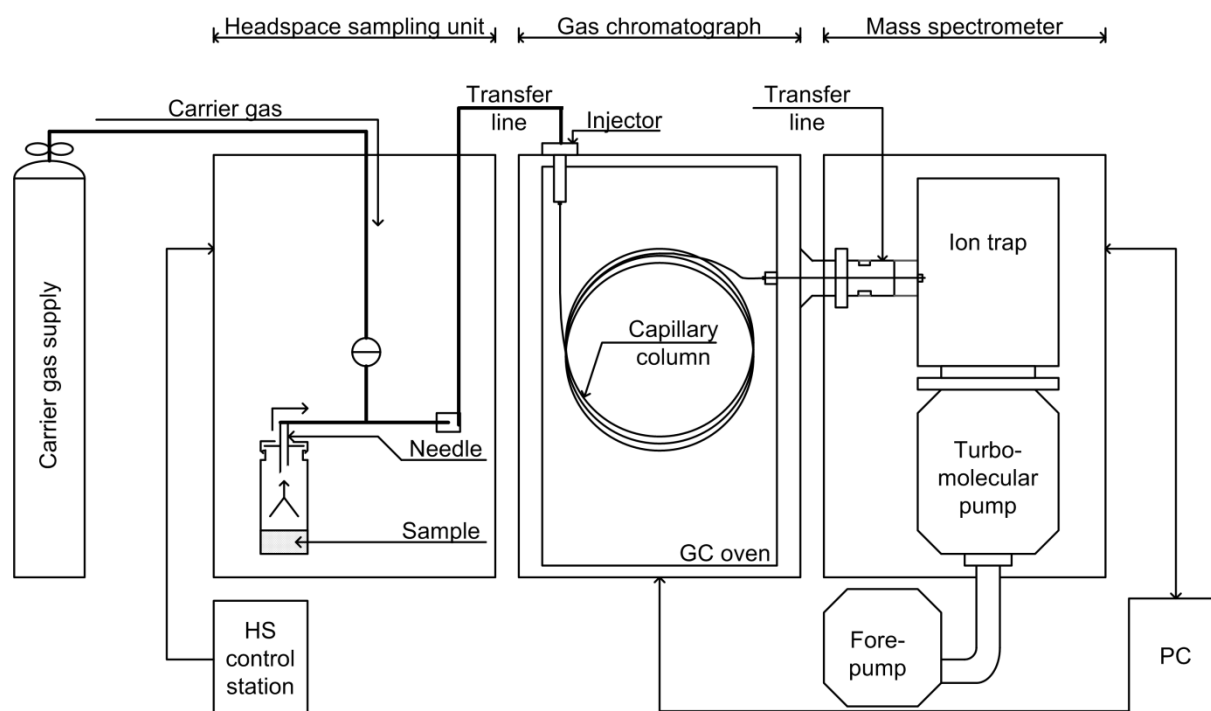 Headspace sampling unit
Gas chromatograph
Mass spectrometer
Carrier gas
Transfer
line
Injector
Transfer
line
Carrier gas supply
Ion trap
Capillary
column
Needle
Sample
Turbo-
molecular
pump
GC oven
HS
control
station
Fore-
pump
PC